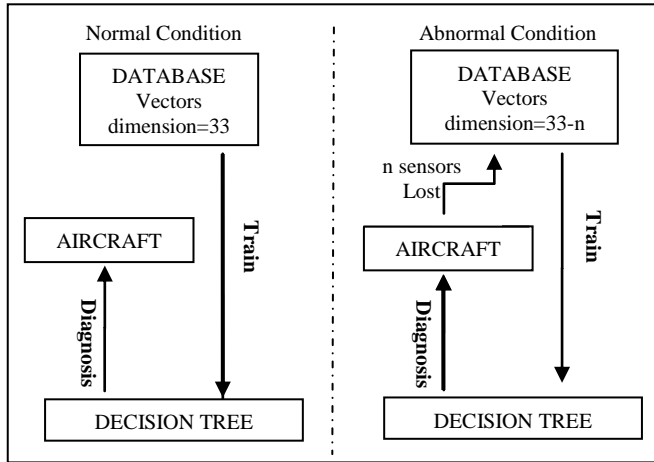 Normal Condition
DATABASE
Vectors
dimension=33
Train
AIRCRAFT
Diagnosis
DECISION TREE
Abnormal Condition
DATABASE
Vectors
dimension=33-n
n sensors
Lost
Train
AIRCRAFT
Diagnosis
DECISION TREE